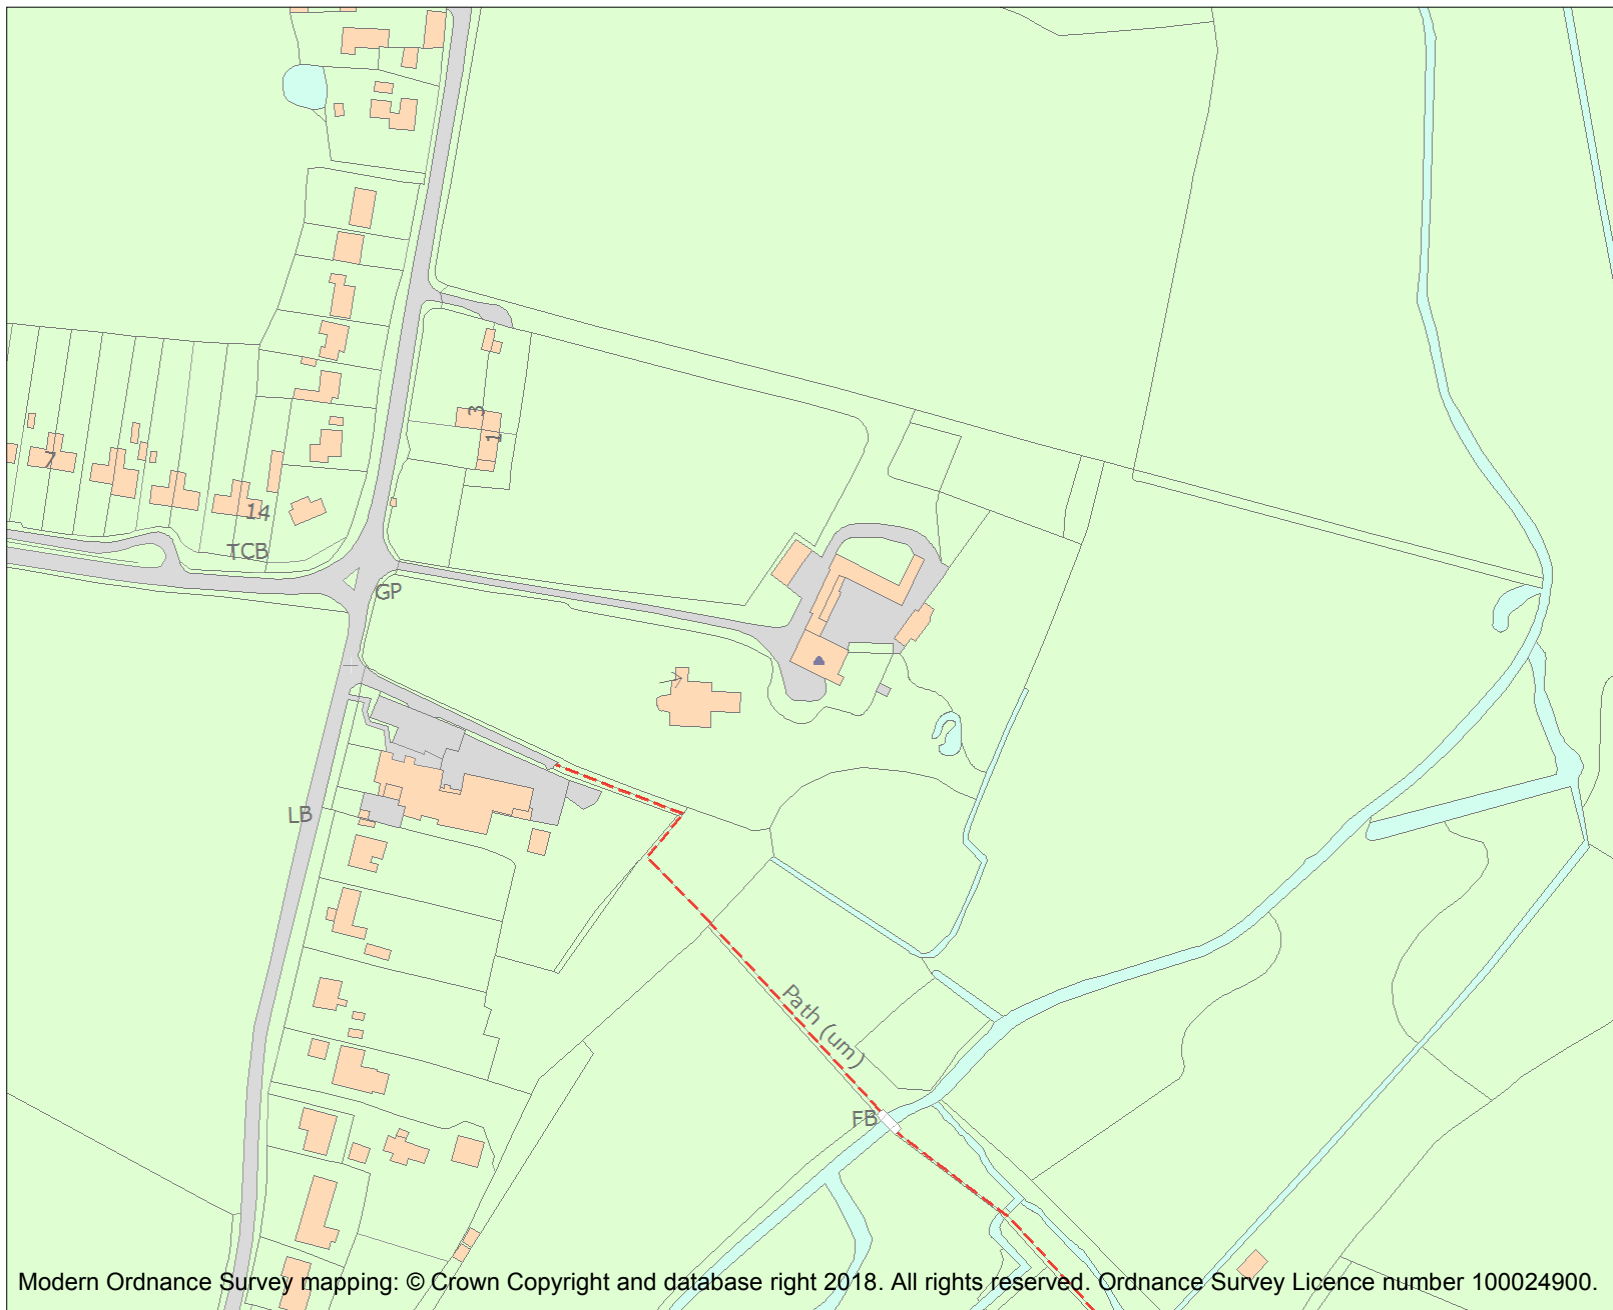 3
1
7
14
TCB
GP
LB
Path (um)
FB
Modern Ordnance Survey mapping: © Crown Copyright and database right 2018. All rights reserved. Ordnance Survey Licence number 100024900.